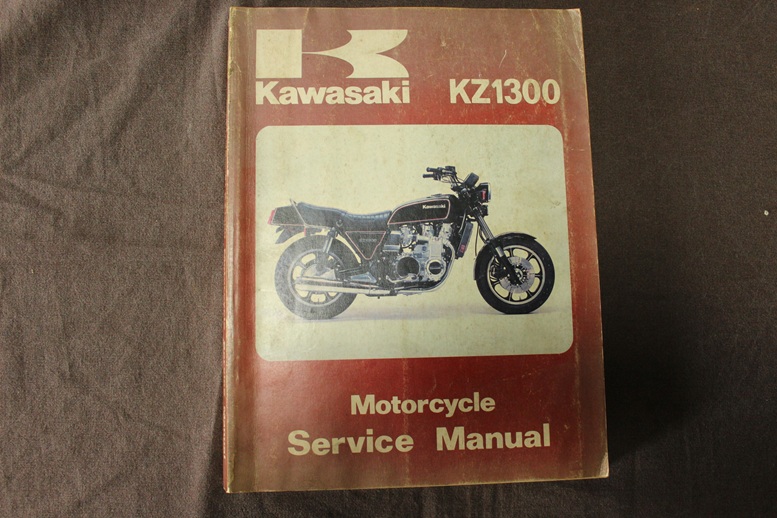 Kawasaki KZ1300
Kawasaki
Motorcycle
Service Manual